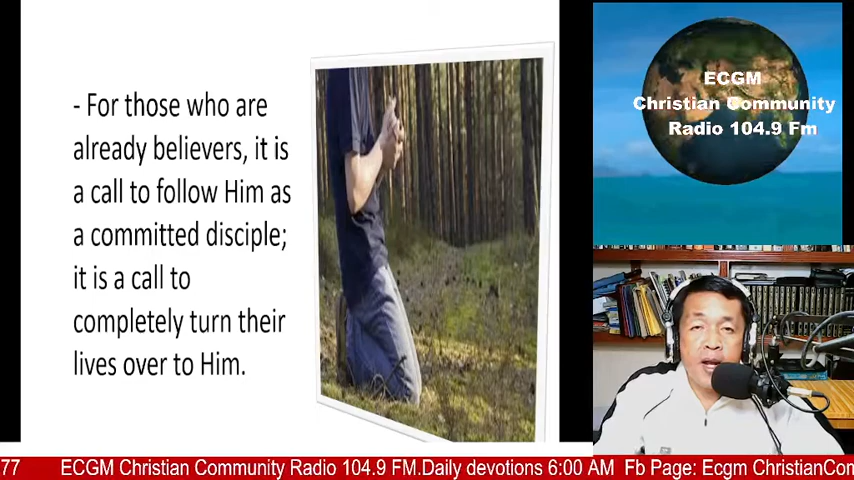 - For those who are
already believers, it is
a call to follow Him as
a committed disciple;
it is a call to
completely turn their
lives over to Him.
ECGM
Christian Community
Radio 104.9 Fm
77 ECGM Christian Community Radio 104.9 FM.Daily devotions 6:00 AM Fb Page: Ecgm ChristianCom